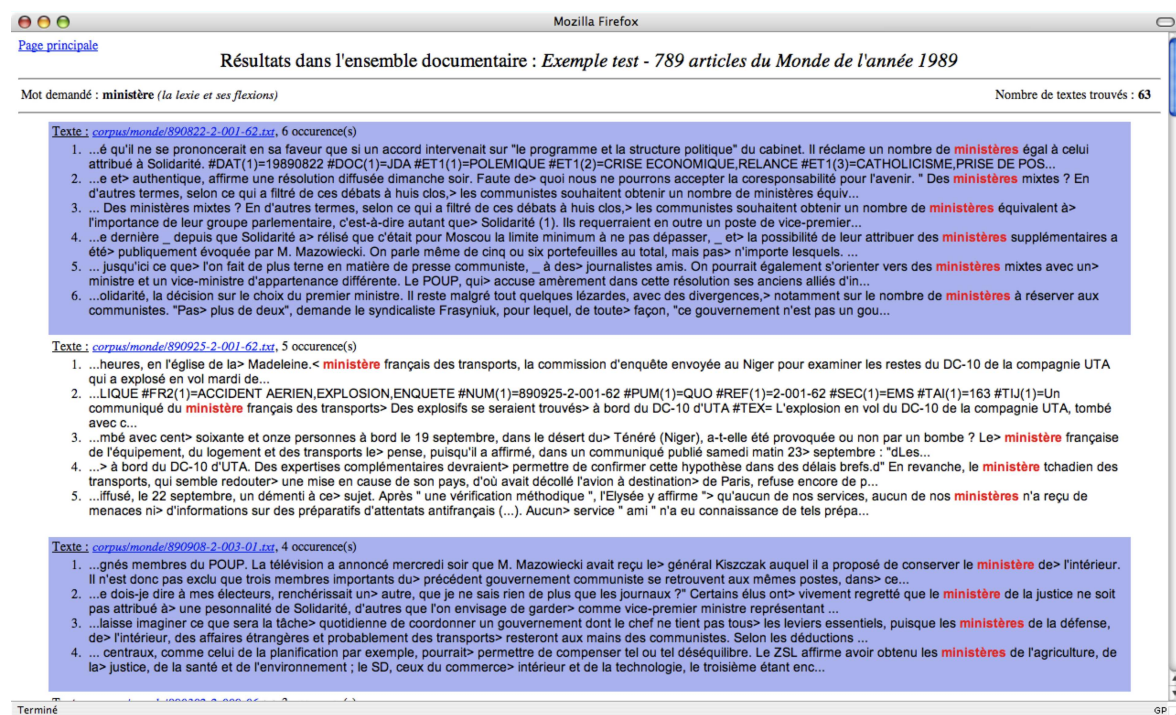 Mozilla Firefox
Page principale
Résultats dans l'ensemble documentaire : Exemple test - 789 articles du Monde de l'année 1989
Mot demandé : ministère (la lexie et ses flexions) Nombre de textes trouvés : 63
Texte : corpus/monde/890822-2-001-62.txt, 6 occurence(s)
1. ...é qu'il ne se prononcerait en sa faveur que si un accord intervenait sur "le programme et la structure politique" du cabinet. Il réclame un nombre de ministères égal à celui
attribué à Solidarité. #DAT(1)=19890822 #DOC(1)=JDA #ET1(1)=POLEMIQUE #ET1(2)=CRISE ECONOMIQUE,RELANCE #ET1(3)=CATHOLICISME,PRISE DE POS...
2. ...e et> authentique, affirme une résolution diffusée dimanche soir. Faute de> quoi nous ne pourrons accepter la coresponsabilité pour l'avenir. " Des ministères mixtes ? En
d'autres termes, selon ce qui a filtré de ces débats à huis clos,> les communistes souhaitent obtenir un nombre de ministères équiv...
3. ... Des ministères mixtes ? En d'autres termes, selon ce qui a filtré de ces débats à huis clos,> les communistes souhaitent obtenir un nombre de ministères équivalent à>
l'importance de leur groupe parlementaire, c'est-à-dire autant que> Solidarité (1). Ils requerraient en outre un poste de vice-premier...
4. ...e dernière _ depuis que Solidarité a> rélisé que c'était pour Moscou la limite minimum à ne pas dépasser, _ et> la possibilité de leur attribuer des ministères supplémentaires a
été> publiquement évoquée par M. Mazowiecki. On parle même de cinq ou six portefeuilles au total, mais pas> n'importe lesquels. ...
5. ... jusqu'ici ce que> l'on fait de plus terne en matière de presse communiste, _ à des> journalistes amis. On pourrait également s'orienter vers des ministères mixtes avec un>
ministre et un vice-ministre d'appartenance différente. Le POUP, qui> accuse amèrement dans cette résolution ses anciens alliés d'in...
6. ...olidarité, la décision sur le choix du premier ministre. Il reste malgré tout quelques lézardes, avec des divergences,> notamment sur le nombre de ministères à réserver aux
communistes. "Pas> plus de deux", demande le syndicaliste Frasyniuk, pour lequel, de toute> façon, "ce gouvernement n'est pas un gou...
Texte : corpus/monde/890925-2-001-62.txt, 5 occurence(s)
1. ...heures, en l'église de la> Madeleine.< ministère français des transports, la commission d'enquête envoyée au Niger pour examiner les restes du DC-10 de la compagnie UTA
qui a explosé en vol mardi de...
2. ...LIQUE #FR2(1)=ACCIDENT AERIEN,EXPLOSION,ENQUETE #NUM(1)=890925-2-001-62 #PUM(1)=QUO #REF(1)=2-001-62 #SEC(1)=EMS #TAI(1)=163 #TIJ(1)=Un
communiqué du ministère français des transports> Des explosifs se seraient trouvés> à bord du DC-10 d'UTA #TEX= L'explosion en vol du DC-10 de la compagnie UTA, tombé
avec c...
3. ...mbé avec cent> soixante et onze personnes à bord le 19 septembre, dans le désert du> Ténéré (Niger), a-t-elle été provoquée ou non par un bombe ? Le> ministère française
de l'équipement, du logement et des transports le> pense, puisqu'il a affirmé, dans un communiqué publié samedi matin 23> septembre : "dLes...
4. ...> à bord du DC-10 d'UTA. Des expertises complémentaires devraient> permettre de confirmer cette hypothèse dans des délais brefs.d" En revanche, le ministère tchadien des
transports, qui semble redouter> une mise en cause de son pays, d'où avait décollé l'avion à destination> de Paris, refuse encore de p...
5. ...iffusé, le 22 septembre, un démenti à ce> sujet. Après " une vérification méthodique ", l'Elysée y affirme "> qu'aucun de nos services, aucun de nos ministères n'a reçu de
menaces ni> d'informations sur des préparatifs d'attentats antifrançais (...). Aucun> service " ami " n'a eu connaissance de tels prépa...
Texte : corpus/monde/890908-2-003-01.txt, 4 occurence(s)
1. ...gnés membres du POUP. La télévision a annoncé mercredi soir que M. Mazowiecki avait reçu le> général Kiszczak auquel il a proposé de conserver le ministère de> l'intérieur.
Il n'est donc pas exclu que trois membres importants du> précédent gouvernement communiste se retrouvent aux mêmes postes, dans> ce...
2. ...e dois-je dire à mes électeurs, renchérissait un> autre, que je ne sais rien de plus que les journaux ?" Certains élus ont> vivement regretté que le ministère de la justice ne soit
pas attribué à> une pesonnalité de Solidarité, d'autres que l'on envisage de garder> comme vice-premier ministre représentant ...
3. ...laisse imaginer ce que sera la tâche> quotidienne de coordonner un gouvernement dont le chef ne tient pas tous> les leviers essentiels, puisque les ministères de la défense,
de> l'intérieur, des affaires étrangères et probablement des transports> resteront aux mains des communistes. Selon les déductions ...
4. ... centraux, comme celui de la planification par exemple, pourrait> permettre de compenser tel ou tel déséquilibre. Le ZSL affirme avoir obtenu les ministères de l'agriculture, de
la> justice, de la santé et de l'environnement ; le SD, ceux du commerce> intérieur et de la technologie, le troisième étant enc...
Terminé GP